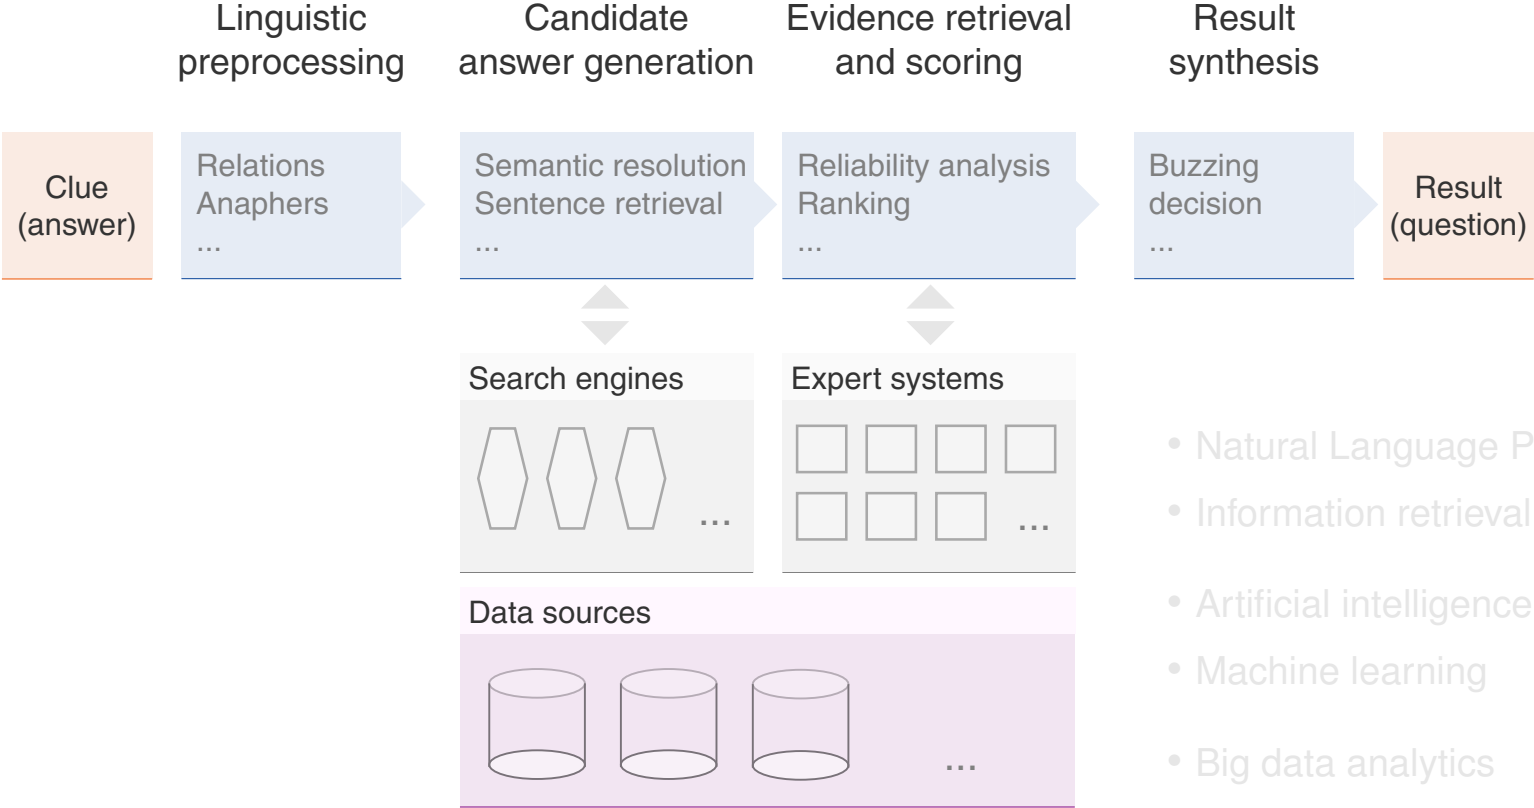 Linguistic
preprocessing
Candidate
answer generation
Evidence retrieval
and scoring
Result
synthesis
Clue
(answer)
Relations
Anaphers
...
Semantic resolution
Sentence retrieval
...
Reliability analysis
Ranking
...
Buzzing
decision
...
Result
(question)
Search engines
...
Expert systems
...
Data sources
...
• Natural Language P
• Information retrieval
• Artificial intelligence
• Machine learning
• Big data analytics